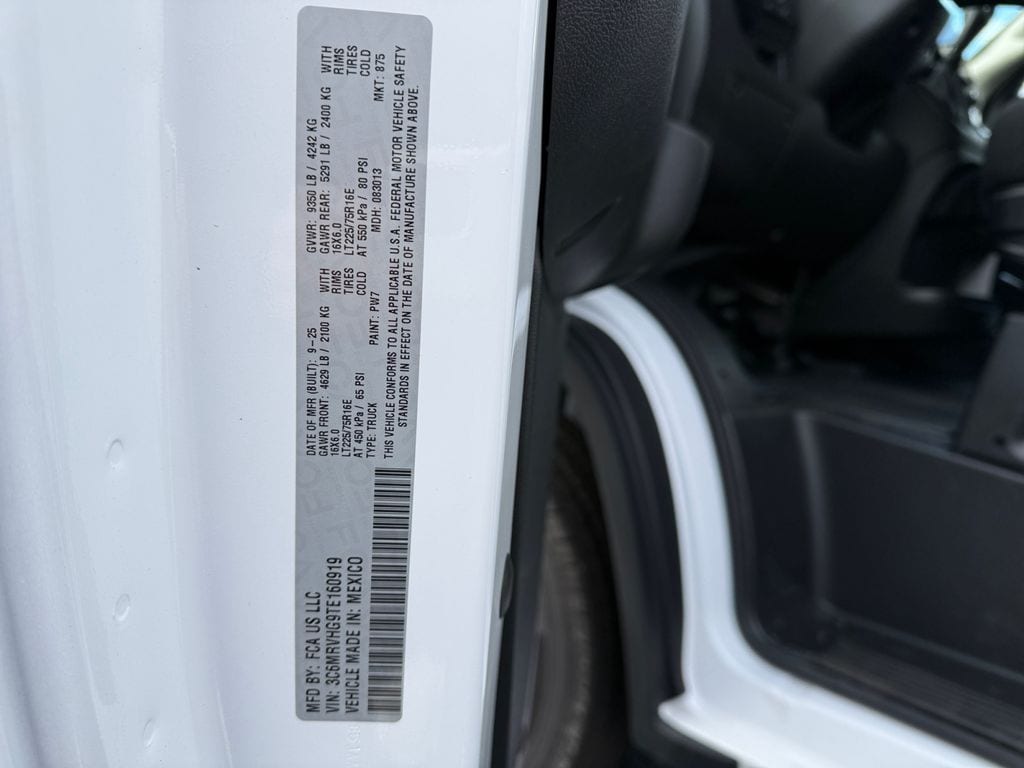 MFD BY: FCA US LLC
VIN: 3C6MRVHG9TE160919
VEHICLE MADE IN: MEXICO
DATE OF MFR (BUILT): 9-25 GVWR: 9350 LB / 4242 KG
GAWR FRONT: 4629 LB / 2100 KG WITH GAWR REAR: 5291 LB / 2400 KG WITH
16X6.0 RIMS 16X6.0 RIMS
LT225/75R16E TIRES LT225/75R16E TIRES
AT 450 kPa / 65 PSI COLD AT 550 kPa / 80 PSI COLD
TYPE: TRUCK PAINT: PW7 MDH: 083013 MKT: 875
THIS VEHICLE CONFORMS TO ALL APPLICABLE U.S.A. FEDERAL MOTOR VEHICLE SAFETY
STANDARDS IN EFFECT ON THE DATE OF MANUFACTURE SHOWN ABOVE.